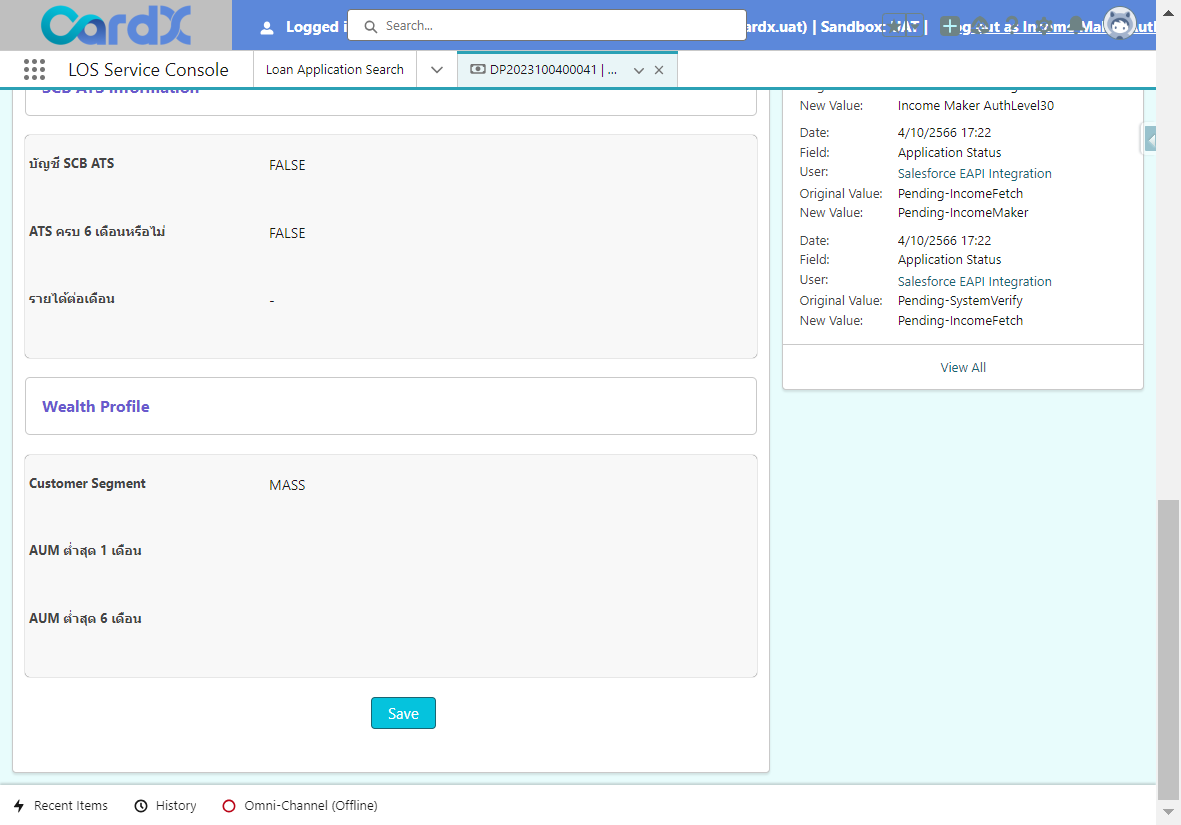 CardX
Logged i
Search...
ardx.uat) | Sandbox: UAT |
LOS Service Console
Loan Application Search
DP2023100400041 | ...
SCB ATS Information
บัญชี SCB ATS
FALSE
ATS ครบ 6 เดือนหรือไม่
FALSE
รายได้ต่อเดือน
-
Wealth Profile
Customer Segment
MASS
AUM ต่ำสุด 1 เดือน
AUM ต่ำสุด 6 เดือน
Save
New Value: Income Maker AuthLevel30
Date: 4/10/2566 17:22
Field: Application Status
User: Salesforce EAPI Integration
Original Value: Pending-IncomeFetch
New Value: Pending-IncomeMaker
Date: 4/10/2566 17:22
Field: Application Status
User: Salesforce EAPI Integration
Original Value: Pending-SystemVerify
New Value: Pending-IncomeFetch
View All
Recent Items
History
Omni-Channel (Offline)